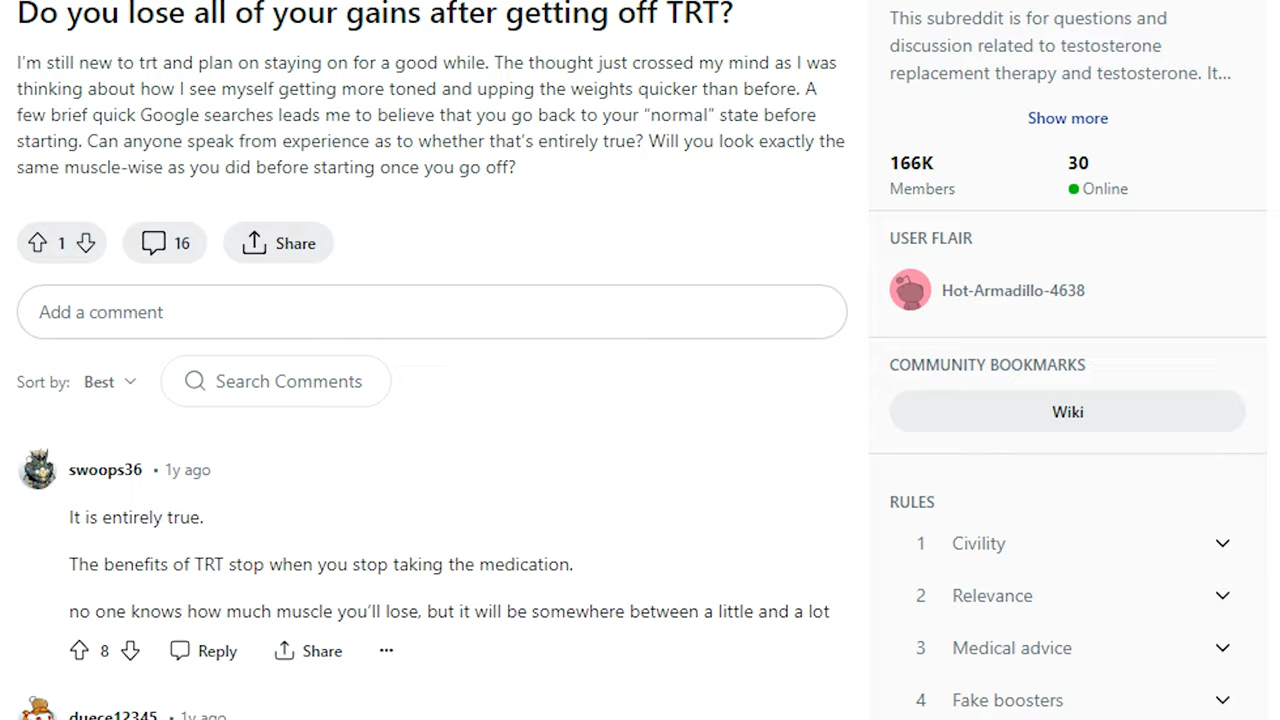 Do you lose all of your gains after getting off TRT?
I'm still new to trt and plan on staying on for a good while. The thought just crossed my mind as I was
thinking about how I see myself getting more toned and upping the weights quicker than before. A
few brief quick Google searches leads me to believe that you go back to your “normal” state before
starting. Can anyone speak from experience as to whether that’s entirely true? Will you look exactly the
same muscle-wise as you did before starting once you go off?
1
16
Share
Add a comment
Sort by: Best
Search Comments
swoops36 • 1y ago
It is entirely true.
The benefits of TRT stop when you stop taking the medication.
no one knows how much muscle you’ll lose, but it will be somewhere between a little and a lot
8
Reply
Share
duece12345 • 1y ago
This subreddit is for questions and
discussion related to testosterone
replacement therapy and testosterone. It...
Show more
166K 30
Members Online
USER FLAIR
Hot-Armadillo-4638
COMMUNITY BOOKMARKS
Wiki
RULES
1 Civility
2 Relevance
3 Medical advice
4 Fake boosters